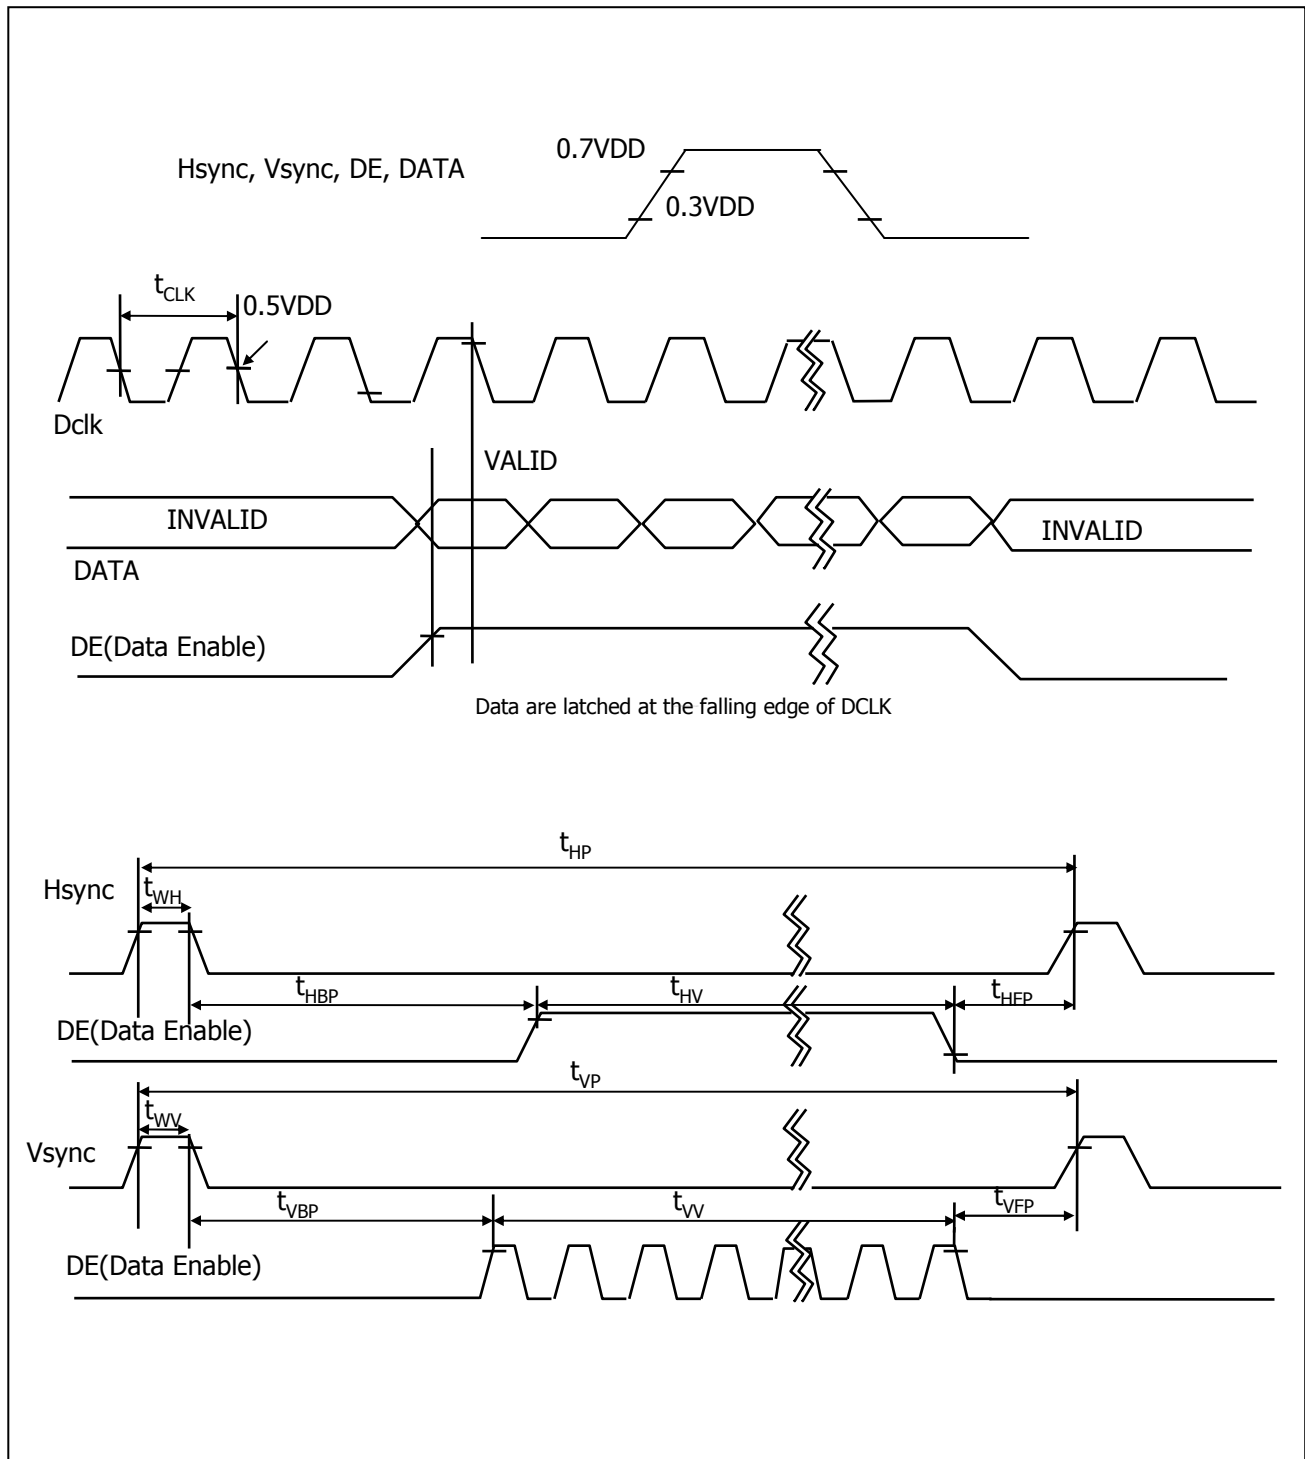 0.7VDD
Hsync, Vsync, DE, DATA
0.3VDD
tCLK
0.5VDD
Dclk
VALID
INVALID
INVALID
DATA
DE(Data Enable)
Data are latched at the falling edge of DCLK
tHP
Hsync
tWH
tHBP
tHV
tHFP
DE(Data Enable)
tVP
tWV
Vsync
tVBP
tVV
tVFP
DE(Data Enable)